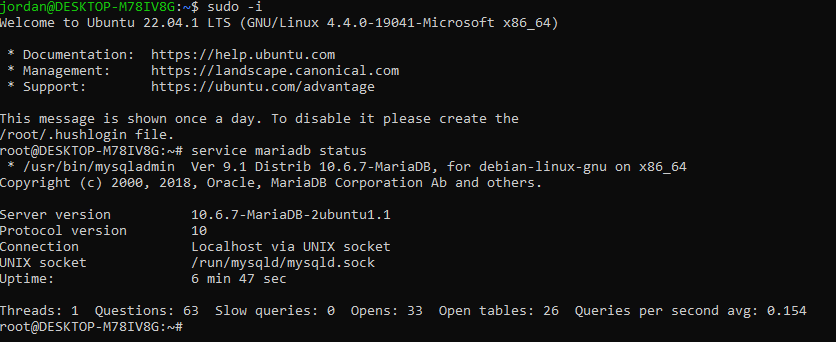 jordan@DESKTOP-M78IV8G:~$ sudo -i
Welcome to Ubuntu 22.04.1 LTS (GNU/Linux 4.4.0-19041-Microsoft x86_64)
* Documentation: https://help.ubuntu.com
* Management: https://landscape.canonical.com
* Support: https://ubuntu.com/advantage
This message is shown once a day. To disable it please create the
/root/.hushlogin file.
root@DESKTOP-M78IV8G:~# service mariadb status
* /usr/bin/mysqladmin Ver 9.1 Distrib 10.6.7-MariaDB, for debian-linux-gnu on x86_64
Copyright (c) 2000, 2018, Oracle, MariaDB Corporation Ab and others.
Server version 10.6.7-MariaDB-2ubuntu1.1
Protocol version 10
Connection Localhost via UNIX socket
UNIX socket /run/mysqld/mysqld.sock
Uptime: 6 min 47 sec
Threads: 1 Questions: 63 Slow queries: 0 Opens: 33 Open tables: 26 Queries per second avg: 0.154
root@DESKTOP-M78IV8G:~#